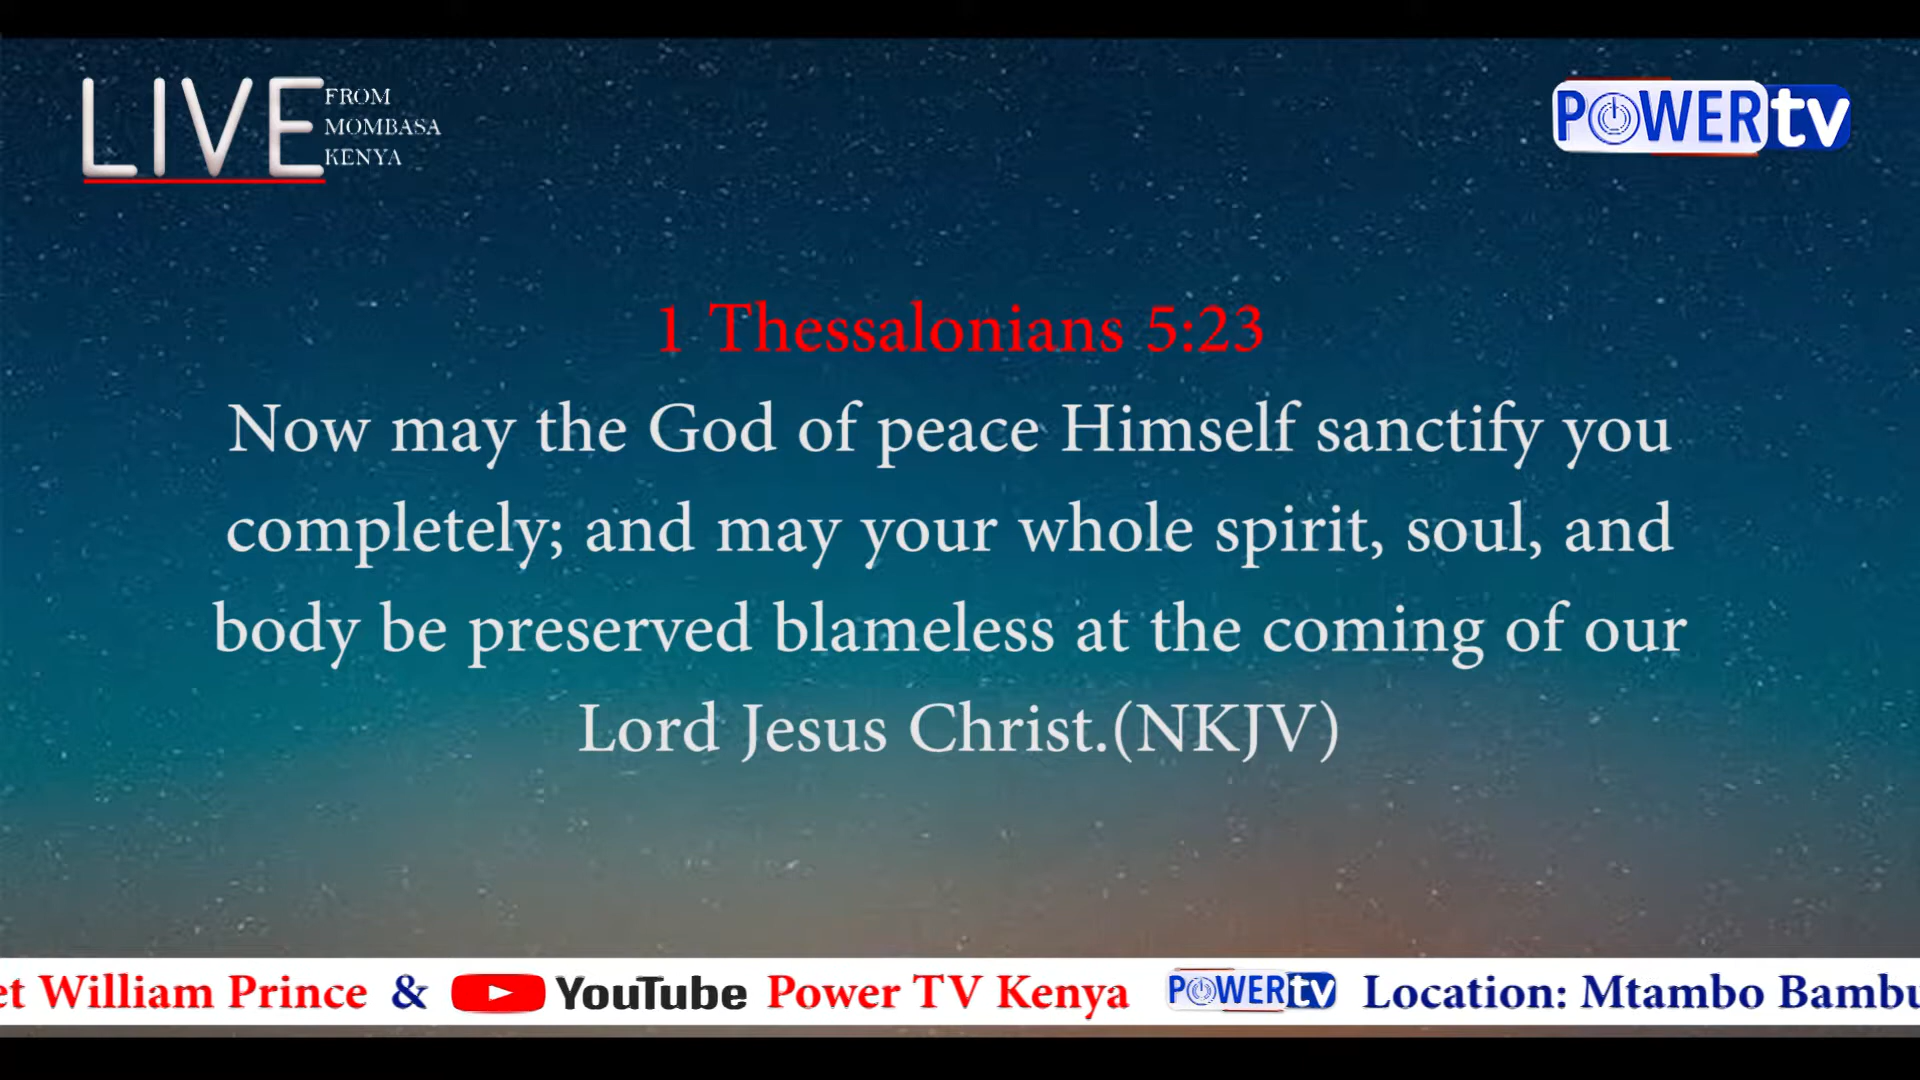 LIVE
FROM
MOMBASA
KENYA
POWERtv
1 Thessalonians 5:23
Now may the God of peace Himself sanctify you
completely; and may your whole spirit, soul, and
body be preserved blameless at the coming of our
Lord Jesus Christ.(NKJV)
et William Prince & YouTube Power TV Kenya POWERtv Location: Mtambo Bambu